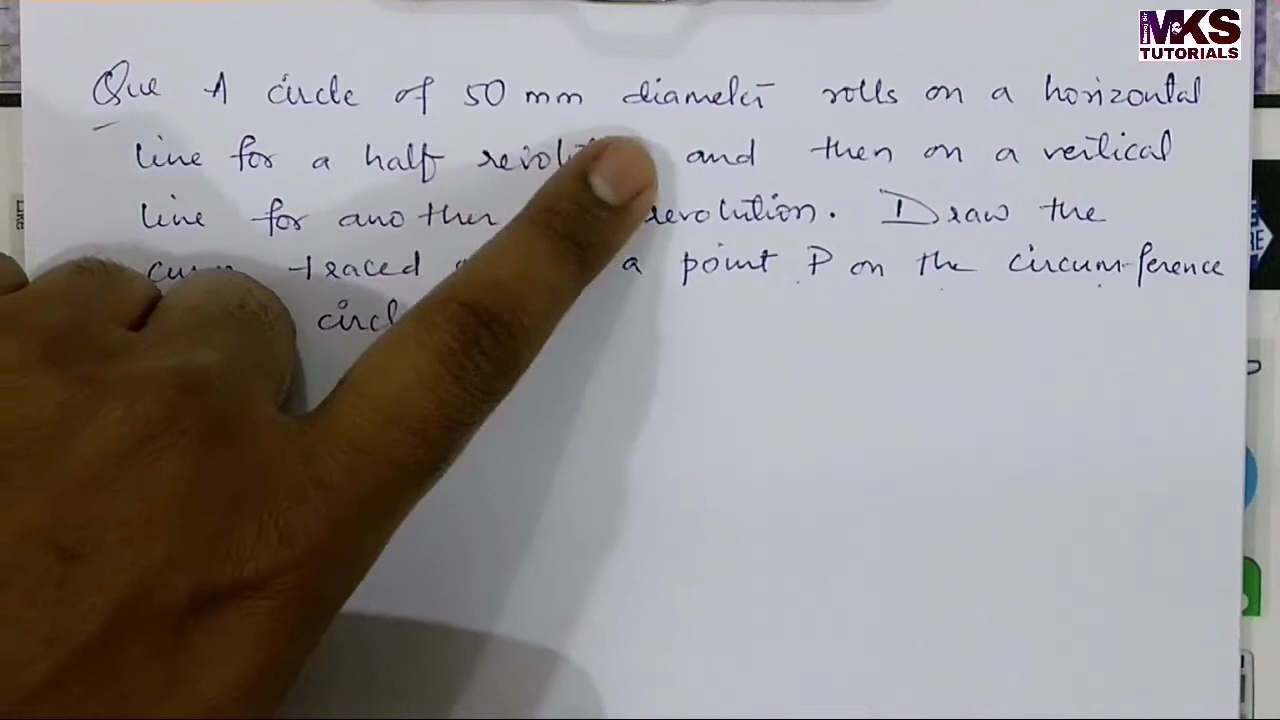 MKS
TUTORIALS
Que A circle of 50 mm diameter rolls on a horizontal
line for a half and then on a vertical
line for another revolution. Draw the
traced a point P on the circumference